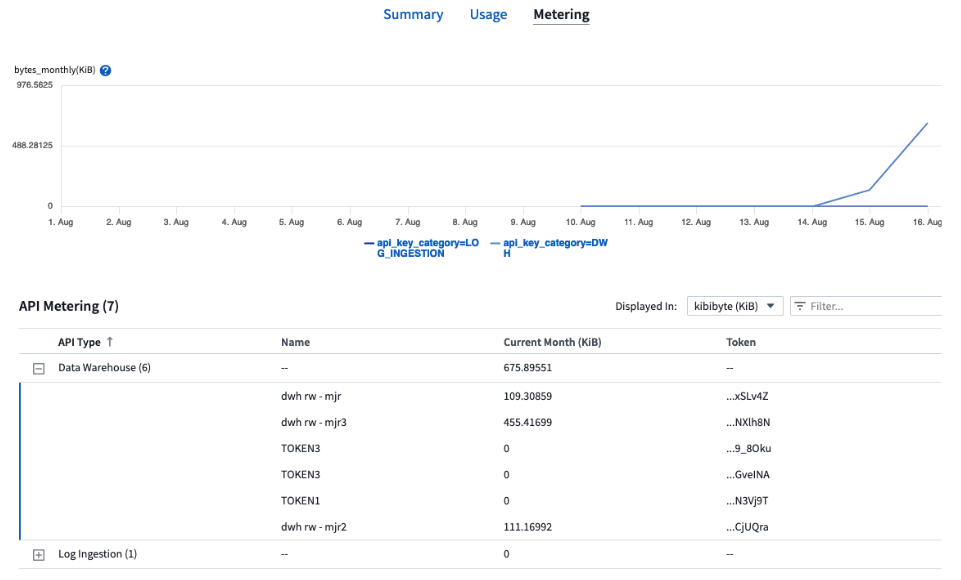 Summary Usage Metering
bytes_monthly(KiB) ?
976.5625
488.28125
0
1. Aug 2. Aug 3. Aug 4. Aug 5. Aug 6. Aug 7. Aug 8. Aug 9. Aug 10. Aug 11. Aug 12. Aug 13. Aug 14. Aug 15. Aug 16. Aug
api_key_category=LO api_key_category=DW
G_INGESTION H
API Metering (7) Displayed In: kibibyte (KiB) Filter...
API Type ↑ Name Current Month (KiB) Token
Data Warehouse (6) -- 675.89551 --
dwh rw - mjr 109.30859 ...xSLv4Z
dwh rw - mjr3 455.41699 ...NXlh8N
TOKEN3 0 ...9_8Oku
TOKEN3 0 ...GveINA
TOKEN1 0 ...N3Vj9T
dwh rw - mjr2 111.16992 ...CjUQra
Log Ingestion (1) -- 0 --